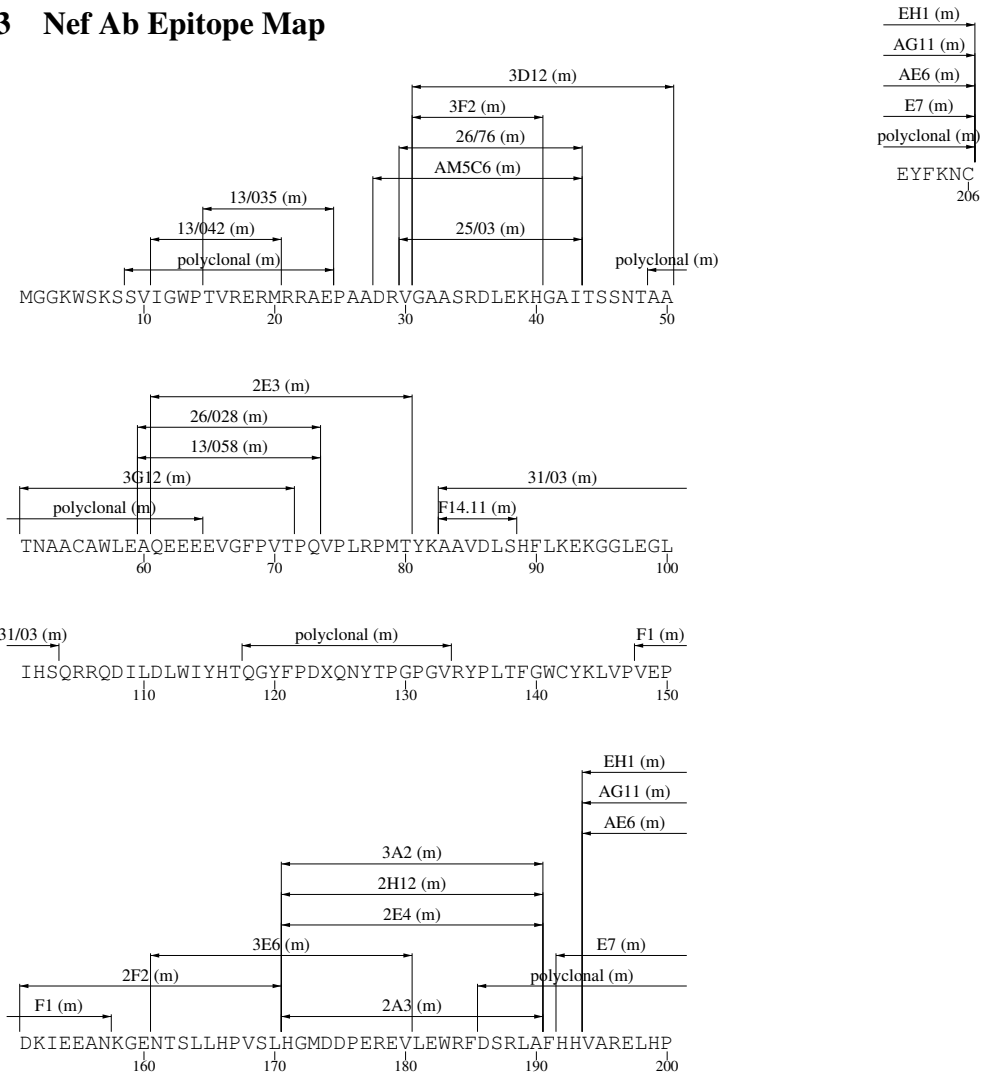 3 Nef Ab Epitope Map
3D12 (m)
3F2 (m)
26/76 (m)
AM5C6 (m)
13/035 (m)
13/042 (m) 25/03 (m)
polyclonal (m) polyclonal (m)
MGGKWSKSSVIGWPTVRERMRRAEPAADRVGAASRDLEKHGAITSSNTAA
10 20 30 40 50
2E3 (m)
26/028 (m)
13/058 (m)
3G12 (m) 31/03 (m)
polyclonal (m) F14.11 (m)
TNAACAWLEAQEEEEVGFPVTPQVPLRPMTYKAAVDLSHFLKEKGGLEGL
60 70 80 90 100
31/03 (m) polyclonal (m) F1 (m)
IHSQRRQDILDLWIYHTQGYFPDXQNYTPGPGVRYPLTFGWCYKLVPVEP
110 120 130 140 150
EH1 (m)
AG11 (m)
AE6 (m)
3A2 (m)
2H12 (m)
2E4 (m)
3E6 (m) E7 (m)
2F2 (m) polyclonal (m)
F1 (m) 2A3 (m)
DKIEEANKGENTSLLHPVSLHGMDDPEREVLEWRFDSRLAFHHVARELHP
160 170 180 190 200
EH1 (m)
AG11 (m)
AE6 (m)
E7 (m)
polyclonal (m)
EYFKNC
206